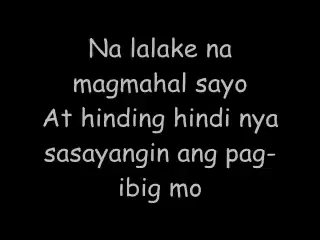 Na lalake na
magmahal sayo
At hinding hindi nya
sasayangin ang pag-
ibig mo